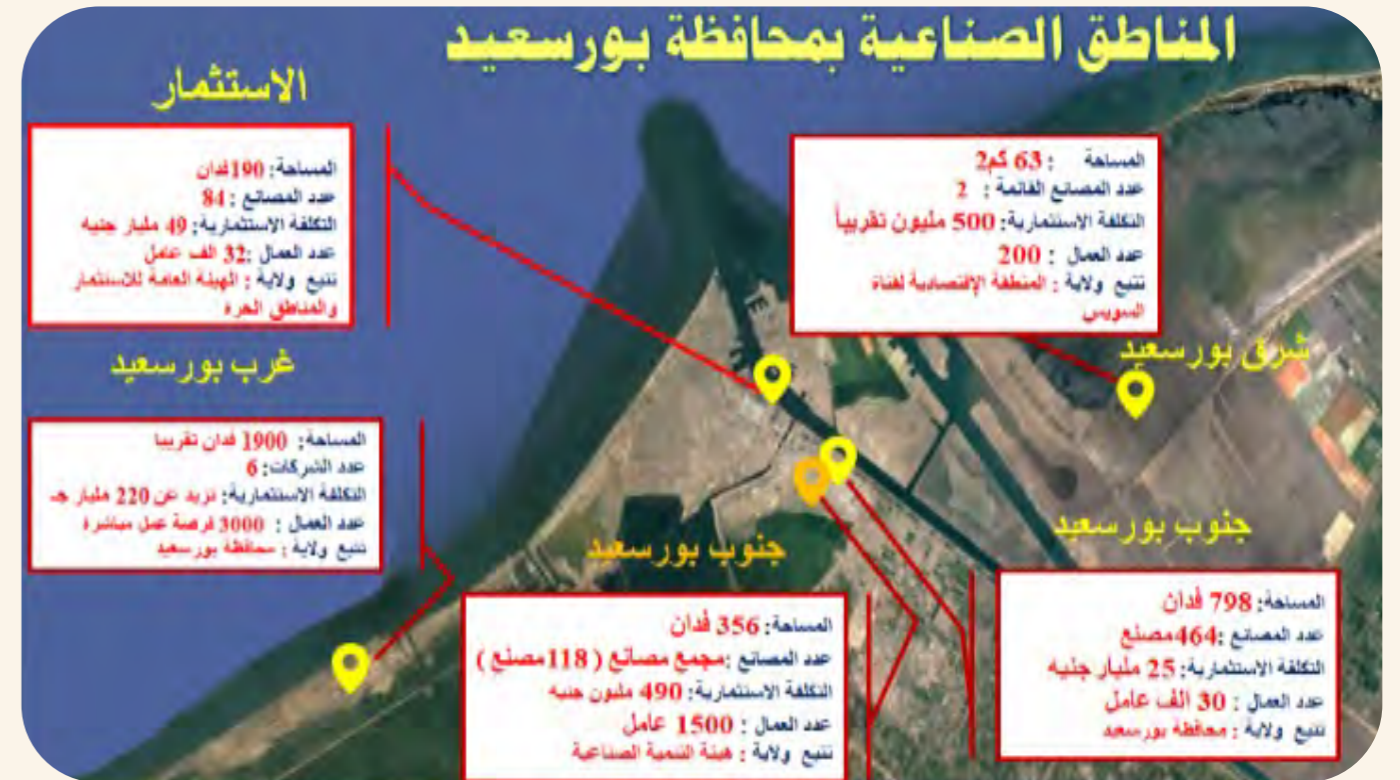 المناطق الصناعية بمحافظة بورسعيد
الاستثمار
المساحة: 190 فدان
عدد المصانع : 84
التكلفة الاستثمارية: 49 مليار جنيه
عدد العمال :32 الف عامل
تتبع ولاية : الهيئة العامة للاستثمار
والمناطق الحره
المساحة : 63 كم2
عدد المصانع القائمة : 2
التكلفة الاستثمارية: 500 مليون تقريباً
عدد العمال : 200
تتبع ولاية : المنطقة الإقتصادية لقناة
السويس
شرق بورسعيد
غرب بورسعيد
المساحة: 1900 فدان تقريبا
عدد الشركات: 6
التكلفة الاستثمارية: تزيد عن 220 مليار جـ
عدد العمال : 3000 فرصة عمل مباشرة
تتبع ولاية : محافظة بورسعيد
جنوب بورسعيد
المساحة: 356 فدان
عدد المصانع :مجمع مصانع ( 118 مصنع )
التكلفة الاستثمارية: 490 مليون جنيه
عدد العمال : 1500 عامل
تتبع ولاية : هيئة التنمية الصناعية
جنوب بورسعيد
المساحة: 798 فدان
عدد المصانع :464 مصنع
التكلفة الاستثمارية: 25 مليار جنيه
عدد العمال : 30 الف عامل
تتبع ولاية : محافظة بورسعيد